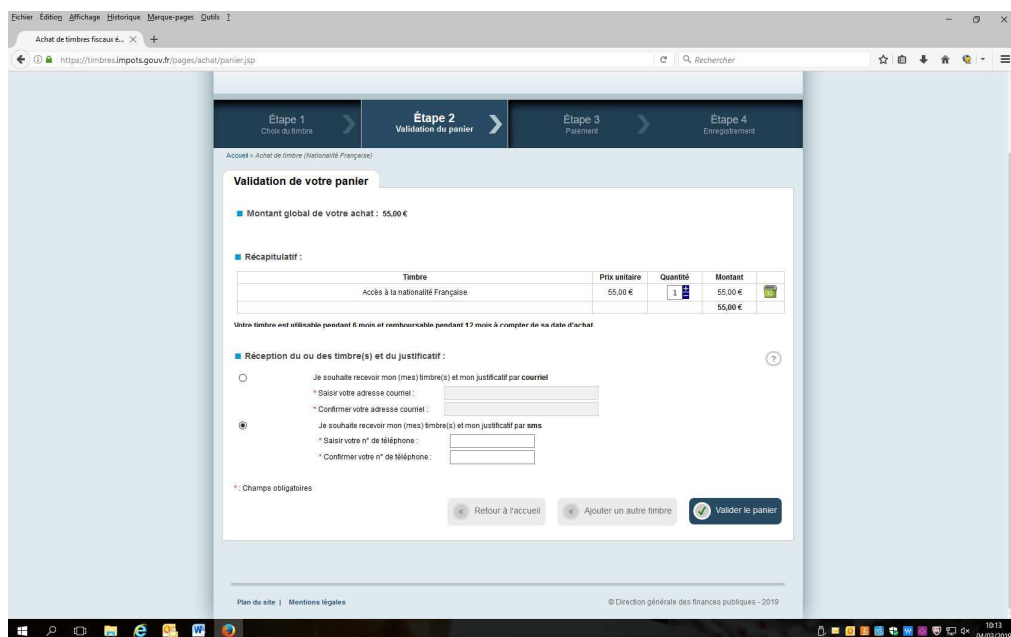 Fichier Édition Affichage Historique Marque-pages Outils ?
Achat de timbres fiscaux é... × +
https://timbres.impots.gouv.fr/pages/achat/panier.jsp Rechercher
Étape 1 Étape 2 Étape 3 Étape 4
Choix du timbre Validation du panier Paiement Enregistrement
Accueil > Achat de timbre (Nationalité Française)
Validation de votre panier
Montant global de votre achat : 55,00 €
Récapitulatif :
Timbre Prix unitaire Quantité Montant
Accès à la nationalité Française 55,00 € 1 55,00 €
55,00 €
Votre timbre est utilisable pendant 6 mois et remboursable pendant 12 mois à compter de sa date d'achat.
Réception du ou des timbre(s) et du justificatif : ?
Je souhaite recevoir mon (mes) timbre(s) et mon justificatif par courriel
* Saisir votre adresse courriel :
* Confirmer votre adresse courriel :
Je souhaite recevoir mon (mes) timbre(s) et mon justificatif par sms
* Saisir votre n° de téléphone :
* Confirmer votre n° de téléphone :
* : Champs obligatoires
Retour à l'accueil Ajouter un autre timbre Valider le panier
Plan du site | Mentions légales © Direction générale des finances publiques - 2019
10:13
04/03/2019